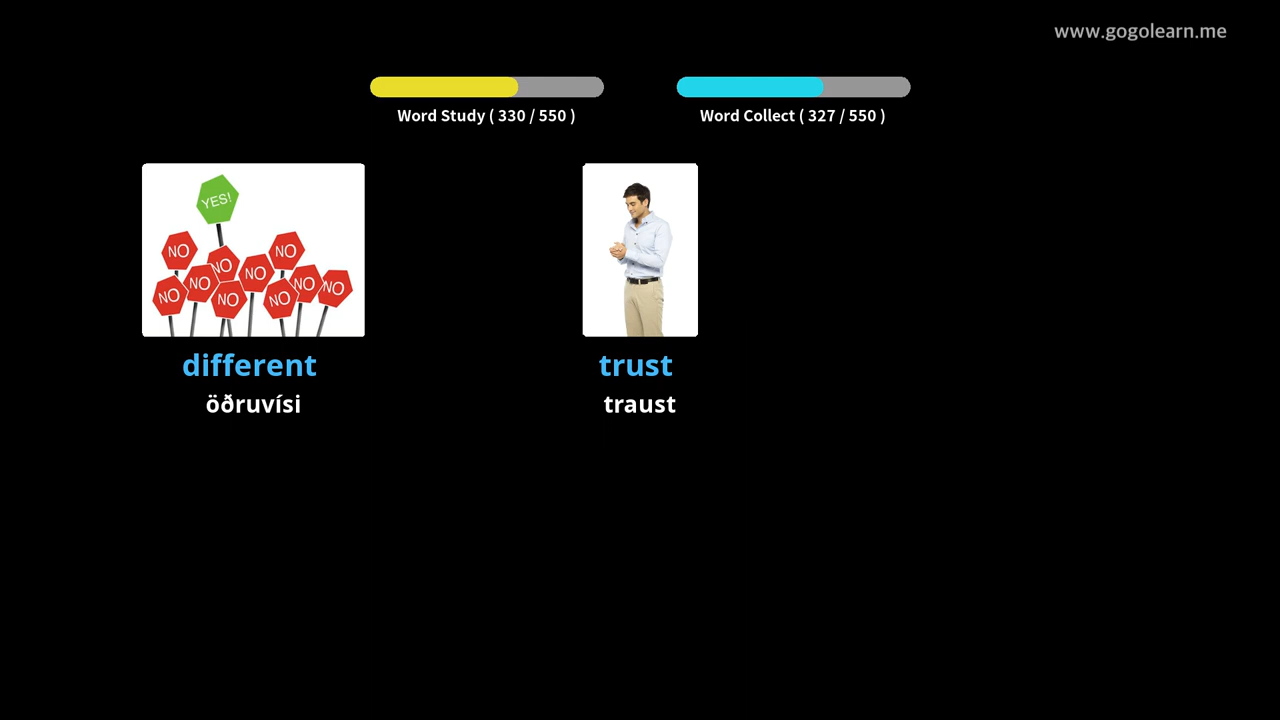 www.gogolearn.me
Word Study ( 330 / 550 )
Word Collect ( 327 / 550 )
YES!
NO
NO
NO
NO
NO
NO
NO
NO
NO
NO
different
öðruvísi
trust
traust